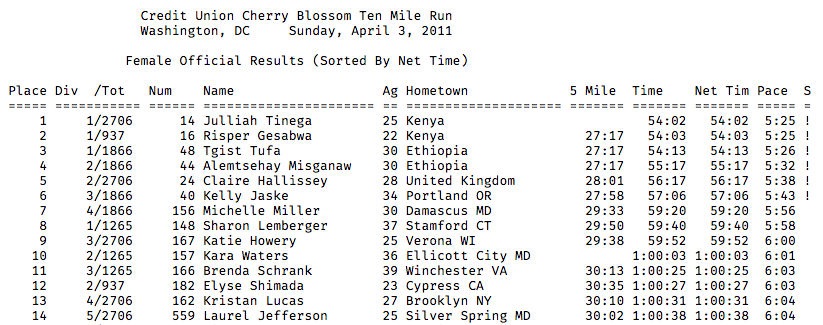 Credit Union Cherry Blossom Ten Mile Run
Washington, DC     Sunday, April 3, 2011
Female Official Results (Sorted By Net Time)
Place Div  /Tot   Num    Name                  Ag Hometown             5 Mile  Time    Net Tim Pace  S
===== =========== ====== ===================== == ==================== ======= ======= ======= ===== =
    1     1/2706      14 Julliah Tinega        25 Kenya                          54:02   54:02  5:25 !
    2     1/937       16 Risper Gesabwa        22 Kenya                  27:17   54:03   54:03  5:25 !
    3     1/1866      48 Tgist Tufa            30 Ethiopia               27:17   54:13   54:13  5:26 !
    4     2/1866      44 Alemtsehay Misganaw   30 Ethiopia               27:17   55:17   55:17  5:32 !
    5     2/2706      24 Claire Hallissey      28 United Kingdom         28:01   56:17   56:17  5:38 !
    6     3/1866      40 Kelly Jaske           34 Portland OR            27:58   57:06   57:06  5:43 !
    7     4/1866     156 Michelle Miller       30 Damascus MD            29:33   59:20   59:20  5:56
    8     1/1265     148 Sharon Lemberger      37 Stamford CT            29:50   59:40   59:40  5:58
    9     3/2706     167 Katie Howery          25 Verona WI              29:38   59:52   59:52  6:00
   10     2/1265     157 Kara Waters           36 Ellicott City MD             1:00:03 1:00:03  6:01
   11     3/1265     166 Brenda Schrank        39 Winchester VA          30:13 1:00:25 1:00:25  6:03
   12     2/937      182 Elyse Shimada         23 Cypress CA             30:35 1:00:27 1:00:27  6:03
   13     4/2706     162 Kristan Lucas         27 Brooklyn NY            30:10 1:00:31 1:00:31  6:04
   14     5/2706     559 Laurel Jefferson      25 Silver Spring MD       30:02 1:00:38 1:00:38  6:04